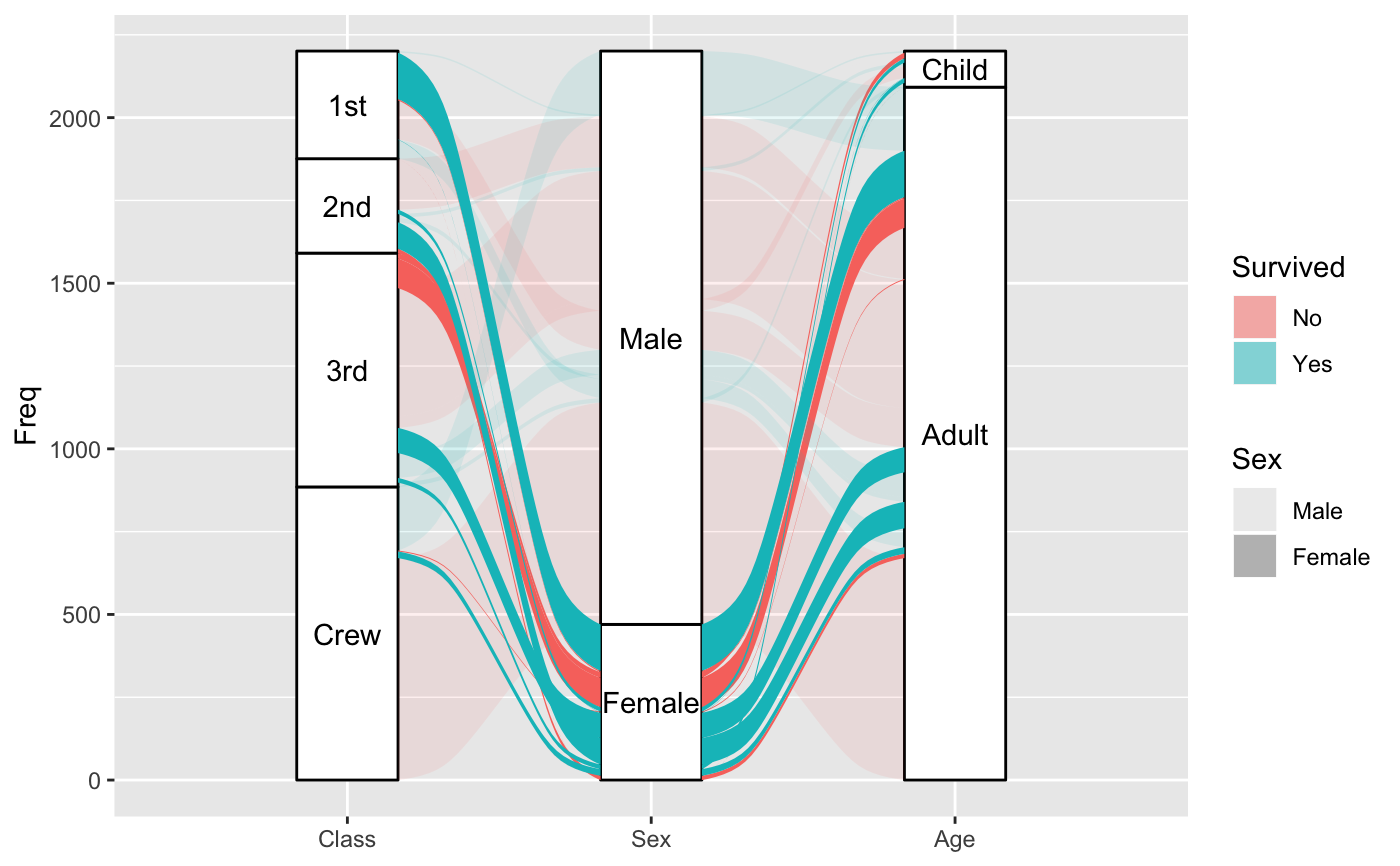 Freq
2000
1500
1000
500
0
1st
2nd
3rd
Crew
Male
Female
Child
Adult
Class
Sex
Age
Survived
No
Yes
Sex
Male
Female